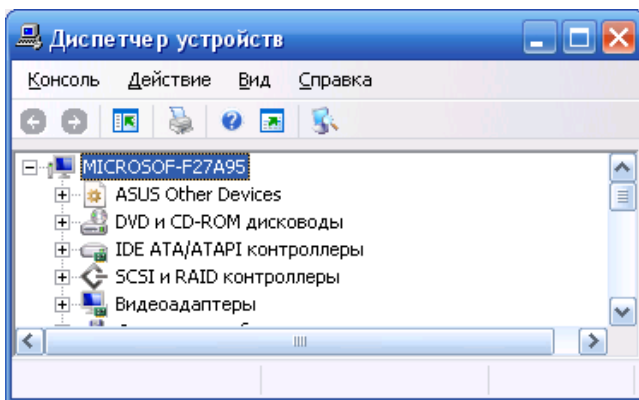 Диспетчер устройств
Консоль Действие Вид Справка
MICROSOF-F27A95
ASUS Other Devices
DVD и CD-ROM дисководы
IDE ATA/ATAPI контроллеры
SCSI и RAID контроллеры
Видеоадаптеры